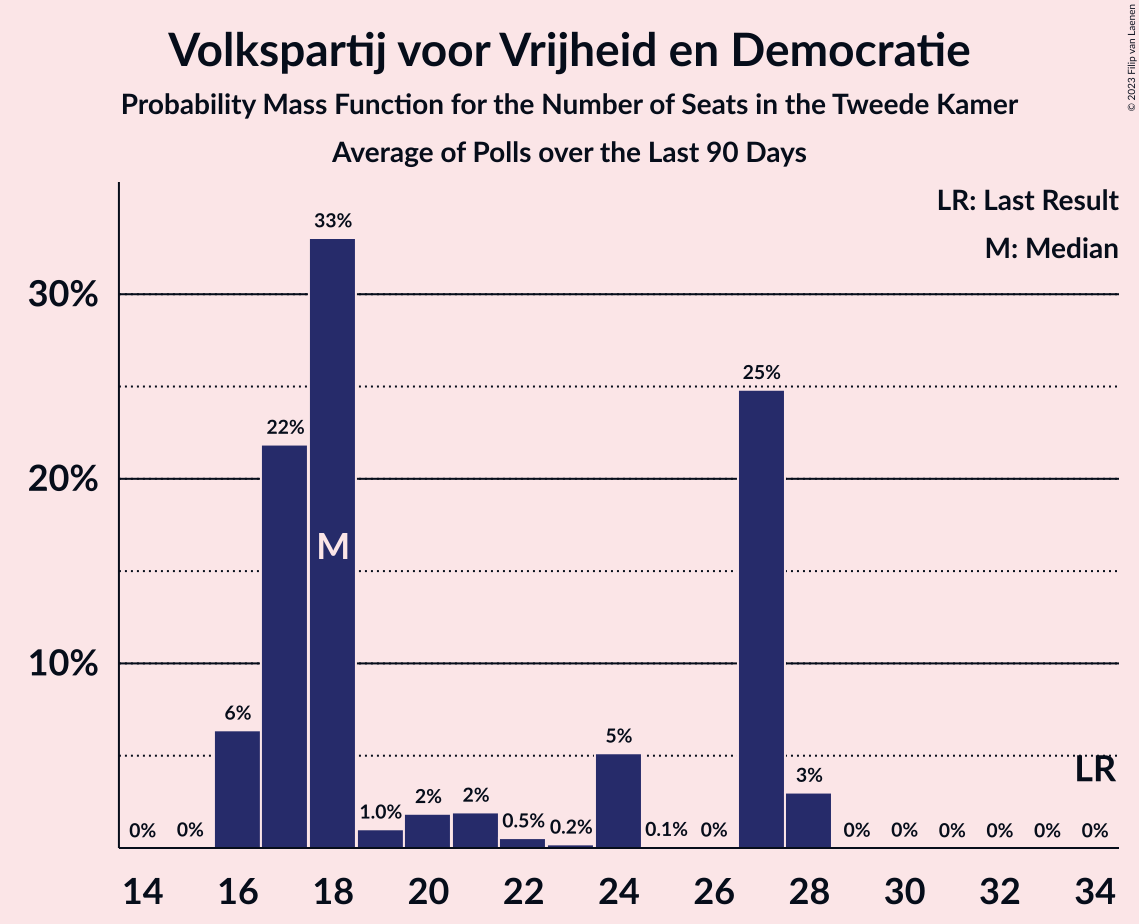 Volkspartij voor Vrijheid en Democratie
Probability Mass Function for the Number of Seats in the Tweede Kamer
Average of Polls over the Last 90 Days
© 2023 Filip van Laenen
LR: Last Result
M: Median
30%
20%
10%
0%
0%
6%
22%
33%
M
1.0%
2%
2%
0.5%
0.2%
5%
0.1%
0%
25%
3%
0%
0%
0%
0%
0%
0%
LR
14 16 18 20 22 24 26 28 30 32 34